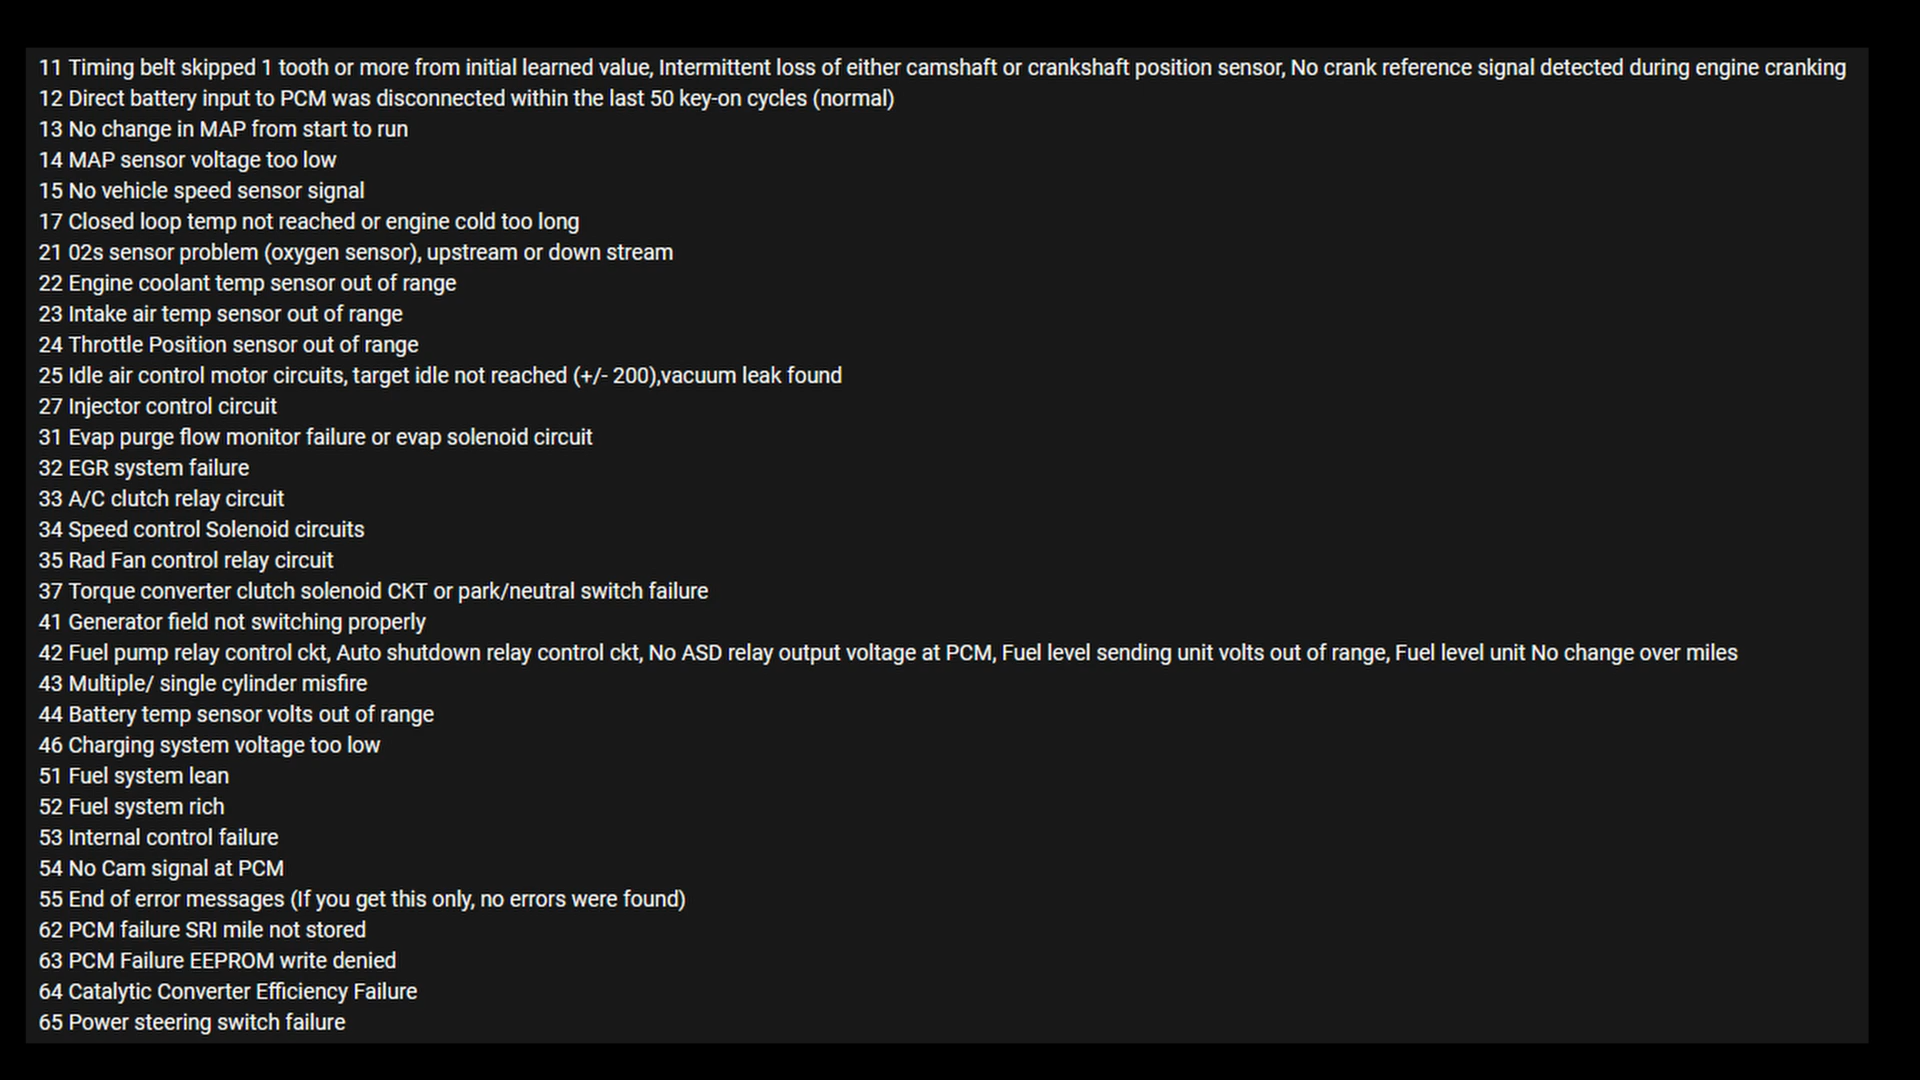 11 Timing belt skipped 1 tooth or more from initial learned value, Intermittent loss of either camshaft or crankshaft position sensor, No crank reference signal detected during engine cranking
12 Direct battery input to PCM was disconnected within the last 50 key-on cycles (normal)
13 No change in MAP from start to run
14 MAP sensor voltage too low
15 No vehicle speed sensor signal
17 Closed loop temp not reached or engine cold too long
21 02s sensor problem (oxygen sensor), upstream or down stream
22 Engine coolant temp sensor out of range
23 Intake air temp sensor out of range
24 Throttle Position sensor out of range
25 Idle air control motor circuits, target idle not reached (+/- 200),vacuum leak found
27 Injector control circuit
31 Evap purge flow monitor failure or evap solenoid circuit
32 EGR system failure
33 A/C clutch relay circuit
34 Speed control Solenoid circuits
35 Rad Fan control relay circuit
37 Torque converter clutch solenoid CKT or park/neutral switch failure
41 Generator field not switching properly
42 Fuel pump relay control ckt, Auto shutdown relay control ckt, No ASD relay output voltage at PCM, Fuel level sending unit volts out of range, Fuel level unit No change over miles
43 Multiple/ single cylinder misfire
44 Battery temp sensor volts out of range
46 Charging system voltage too low
51 Fuel system lean
52 Fuel system rich
53 Internal control failure
54 No Cam signal at PCM
55 End of error messages (If you get this only, no errors were found)
62 PCM failure SRI mile not stored
63 PCM Failure EEPROM write denied
64 Catalytic Converter Efficiency Failure
65 Power steering switch failure